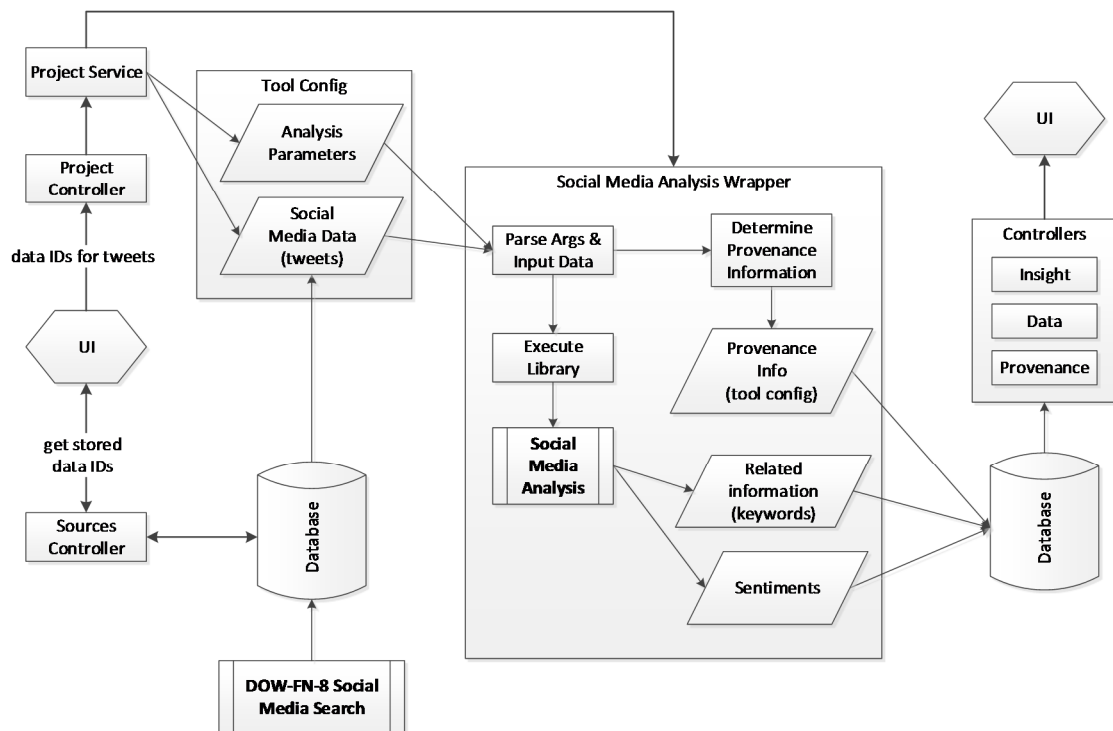 Project Service
Project
Controller
data IDs for tweets
UI
get stored
data IDs
Sources
Controller
Tool Config
Analysis
Parameters
Social
Media Data
(tweets)
Database
DOW-FN-8 Social
Media Search
Social Media Analysis Wrapper
Parse Args &
Input Data
Execute
Library
Social
Media
Analysis
Determine
Provenance
Information
Provenance
Info
(tool config)
Related
information
(keywords)
Sentiments
UI
Controllers
Insight
Data
Provenance
Database